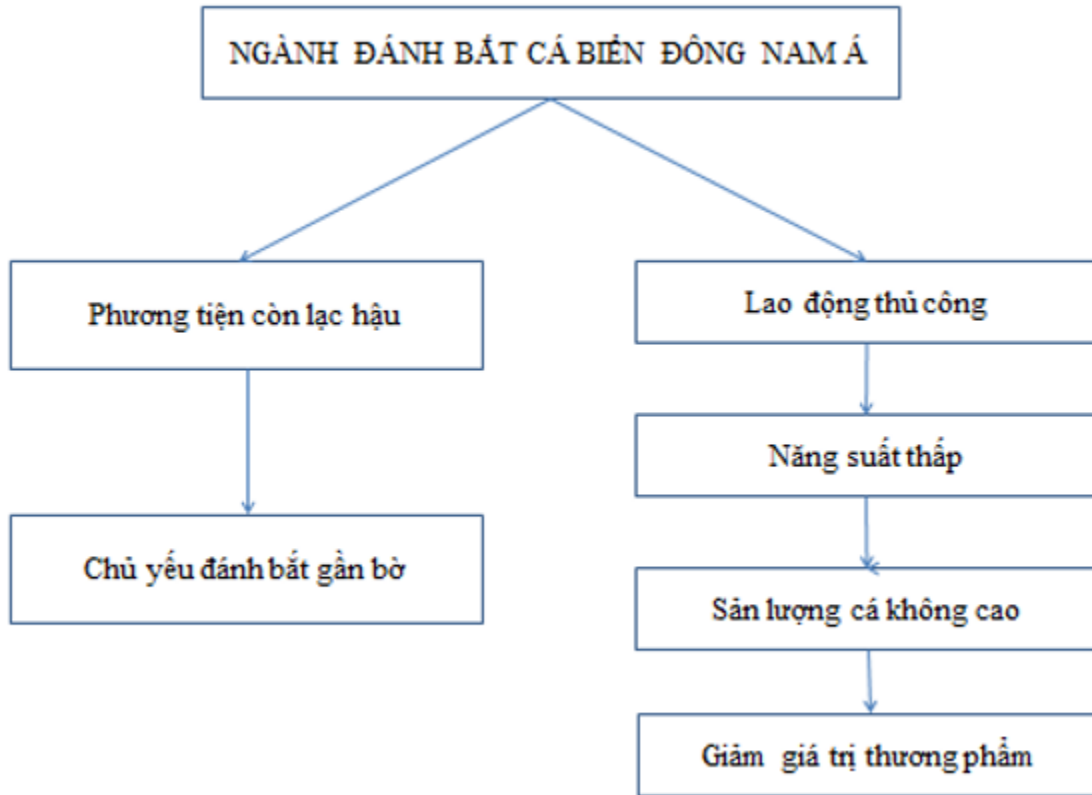 NGÀNH ĐÁNH BẮT CÁ BIỂN ĐÔNG NAM Á
Phương tiện còn lạc hậu
Chủ yếu đánh bắt gần bờ
Lao động thủ công
Năng suất thấp
Sản lượng cá không cao
Giảm giá trị thương phẩm